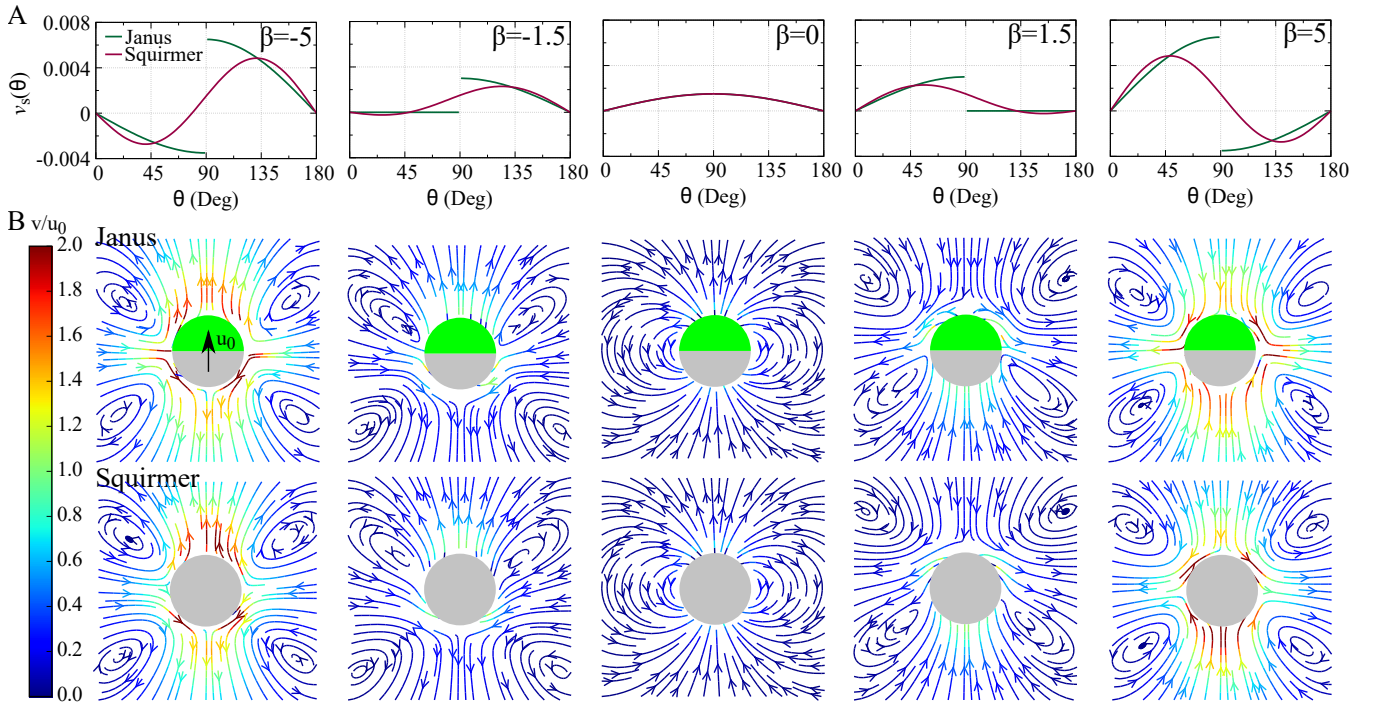 A
0.008
0.004
0
-0.004
v_s(θ)
Janus
Squirmer
β=-5
β=-1.5
β=0
β=1.5
β=5
0 45 90 135 180
0 45 90 135 180
0 45 90 135 180
0 45 90 135 180
0 45 90 135 180
θ (Deg)
θ (Deg)
θ (Deg)
θ (Deg)
θ (Deg)
B v/u₀
Janus
2.0
1.8
1.6
1.4
1.2
1.0
0.8
0.6
0.4
0.2
0.0
u₀
Squirmer